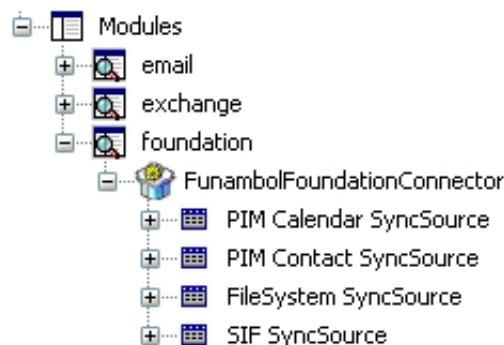 Modules
email
exchange
foundation
FunambolFoundationConnector
PIM Calendar SyncSource
PIM Contact SyncSource
FileSystem SyncSource
SIF SyncSource